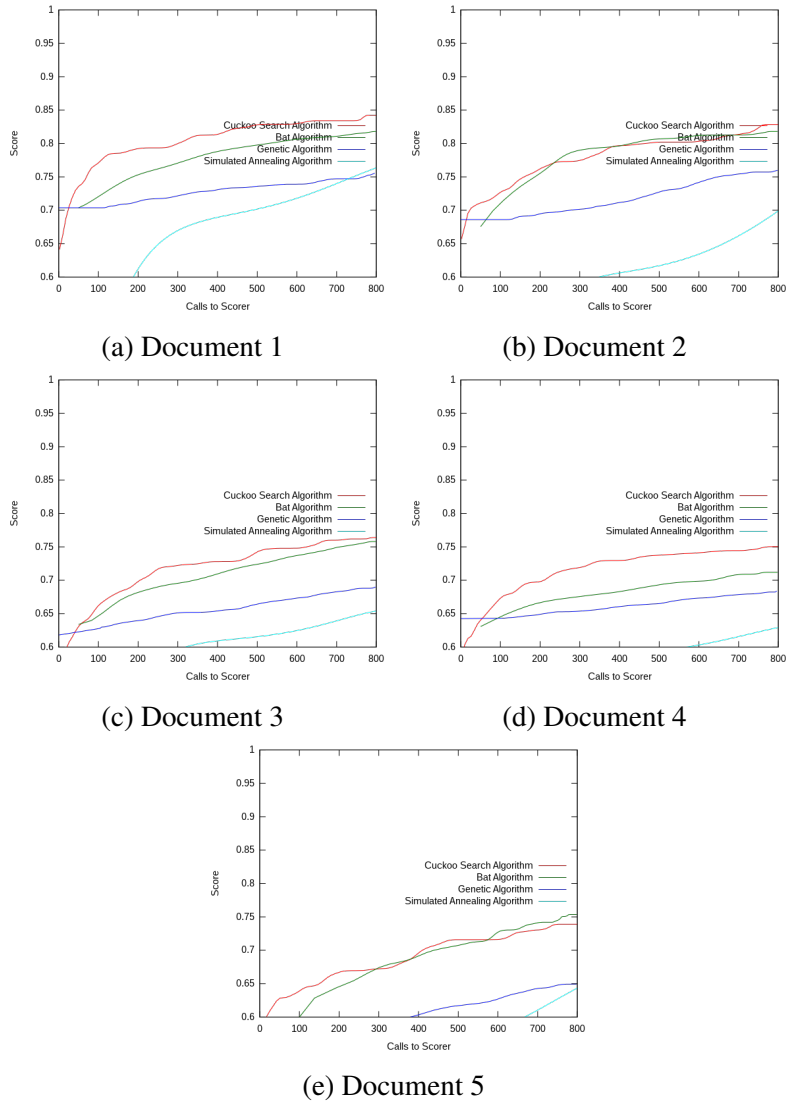 1
0.95
0.9
0.85
0.8
0.75
0.7
0.65
0.6
0 100 200 300 400 500 600 700 800
Score
Calls to Scorer
Cuckoo Search Algorithm
Bat Algorithm
Genetic Algorithm
Simulated Annealing Algorithm
(a) Document 1
1
0.95
0.9
0.85
0.8
0.75
0.7
0.65
0.6
0 100 200 300 400 500 600 700 800
Score
Calls to Scorer
Cuckoo Search Algorithm
Bat Algorithm
Genetic Algorithm
Simulated Annealing Algorithm
(b) Document 2
1
0.95
0.9
0.85
0.8
0.75
0.7
0.65
0.6
0 100 200 300 400 500 600 700 800
Score
Calls to Scorer
Cuckoo Search Algorithm
Bat Algorithm
Genetic Algorithm
Simulated Annealing Algorithm
(c) Document 3
1
0.95
0.9
0.85
0.8
0.75
0.7
0.65
0.6
0 100 200 300 400 500 600 700 800
Score
Calls to Scorer
Cuckoo Search Algorithm
Bat Algorithm
Genetic Algorithm
Simulated Annealing Algorithm
(d) Document 4
1
0.95
0.9
0.85
0.8
0.75
0.7
0.65
0.6
0 100 200 300 400 500 600 700 800
Score
Calls to Scorer
Cuckoo Search Algorithm
Bat Algorithm
Genetic Algorithm
Simulated Annealing Algorithm
(e) Document 5